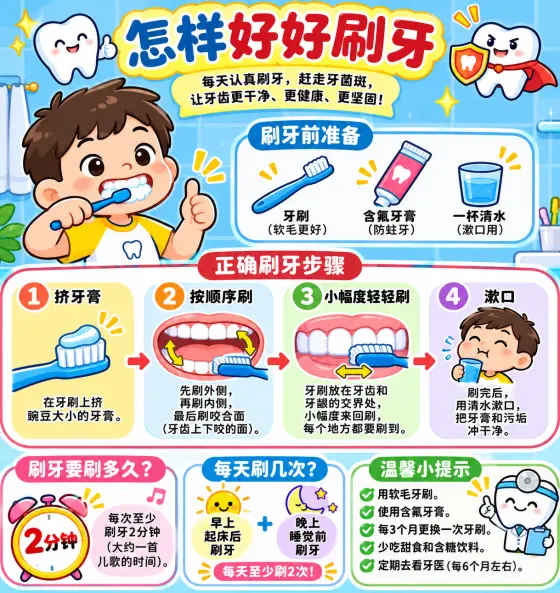 怎样好好刷牙
每天认真刷牙，赶走牙菌斑，
让牙齿更干净、更健康、更坚固！
刷牙前准备
牙刷
（软毛更好）
含氟牙膏
（防蛀牙）
一杯清水
（漱口用）
正确刷牙步骤
1 挤牙膏
在牙刷上挤
豌豆大小的牙膏。
2 按顺序刷
先刷外侧，
再刷内侧，
最后刷咬合面
（牙齿上下咬的面）。
3 小幅度轻轻刷
牙刷放在牙齿和
牙龈的交界处，
小幅度来回刷，
每个地方都要刷到。
4 漱口
刷完后，
用清水漱口，
把牙膏和污垢
冲干净。
刷牙要刷多久？
2分钟
每次至少
刷牙2分钟
（大约一首
儿歌的时间）。
每天刷几次？
早上
起床后
刷牙
+
晚上
睡觉前
刷牙
每天至少刷2次！
温馨小提示
用软毛牙刷。
使用含氟牙膏。
每3个月更换一次牙刷。
少吃甜食和含糖饮料。
定期去看牙医（每6个月左右）。